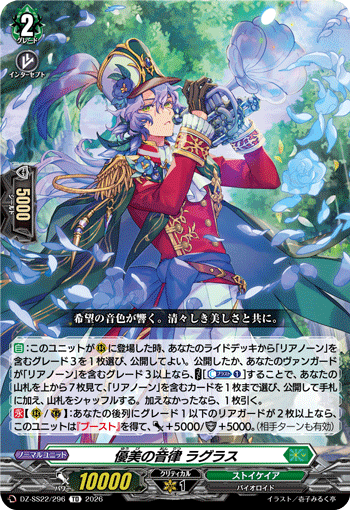 2
グレード
インターセプト
5000
シールド
希望の音色が響く。清々しき美しさと共に。
自:このユニットがRに登場した時、あなたのライドデッキから「リアノーン」を
含むグレード3を1枚選び、公開してよい。公開したか、あなたのヴァンガード
が「リアノーン」を含むグレード3以上なら、することで、あなたの
山札を上から7枚見て、「リアノーン」を含むカードを1枚まで選び、公開して手札
に加え、山札をシャッフルする。加えなかったなら、1枚引く。
永:あなたの後列にグレード1以下のリアガードが2枚以上なら、
このユニットは『ブースト』を得て、+5000/+5000。(相手ターンも有効)
ノーマルユニット
優美の音律 ラグラス
パワー
10000
クリティカル
1
ストイケイア
バイオロイド
DZ-SS22/296 TD 2026
イラスト/壱子みるく亭